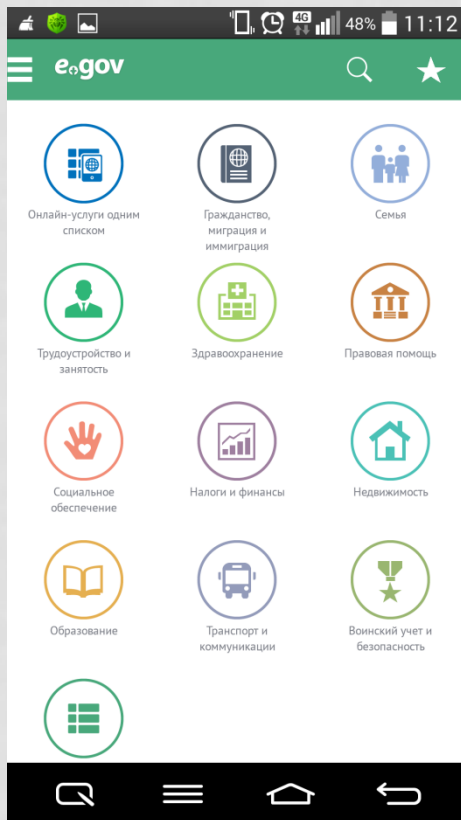 4G 48% 11:12
e.gov
Онлайн-услуги одним
списком
Гражданство,
миграция и
иммиграция
Семья
Трудоустройство и
занятость
Здравоохранение
Правовая помощь
Социальное
обеспечение
Налоги и финансы
Недвижимость
Образование
Транспорт и
коммуникации
Воинский учет и
безопасность